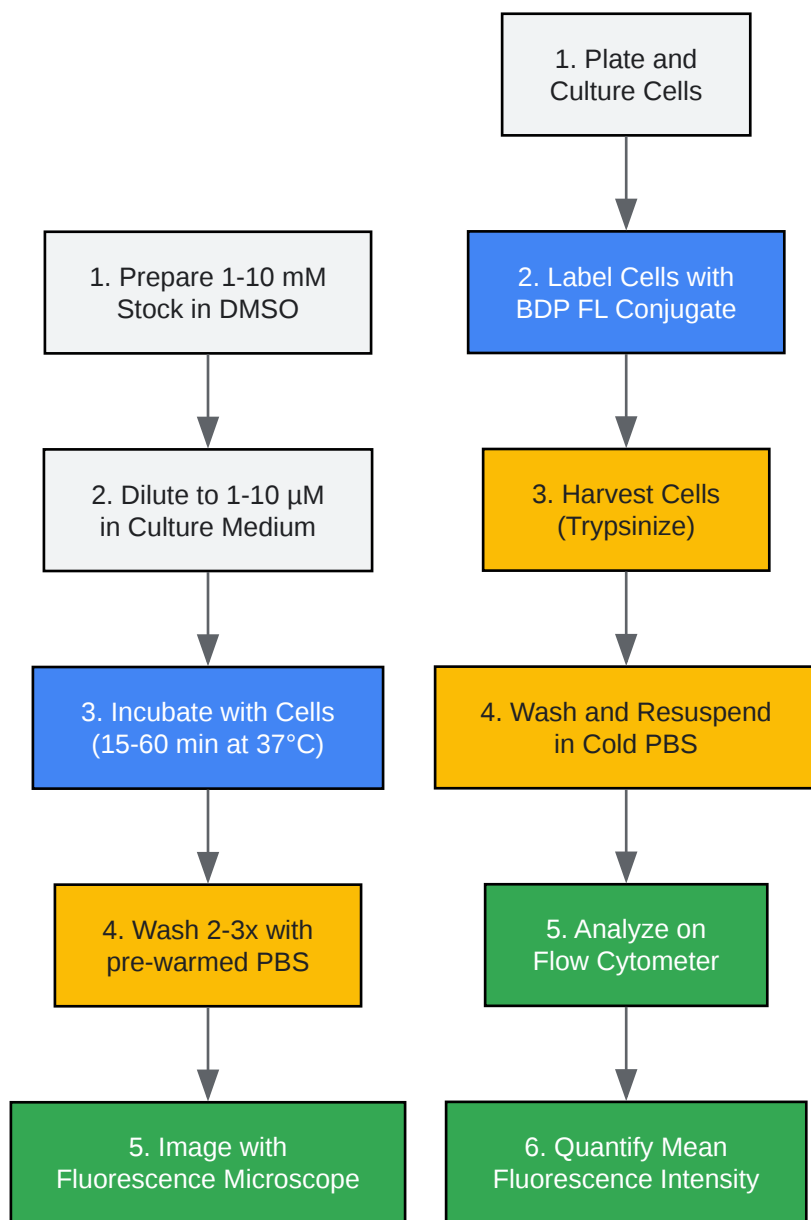 1. Prepare 1-10 mM
Stock in DMSO
2. Dilute to 1-10 µM
in Culture Medium
3. Incubate with Cells
(15-60 min at 37°C)
4. Wash 2-3x with
pre-warmed PBS
5. Image with
Fluorescence Microscope
1. Plate and
Culture Cells
2. Label Cells with
BDP FL Conjugate
3. Harvest Cells
(Trypsinize)
4. Wash and Resuspend
in Cold PBS
5. Analyze on
Flow Cytometer
6. Quantify Mean
Fluorescence Intensity